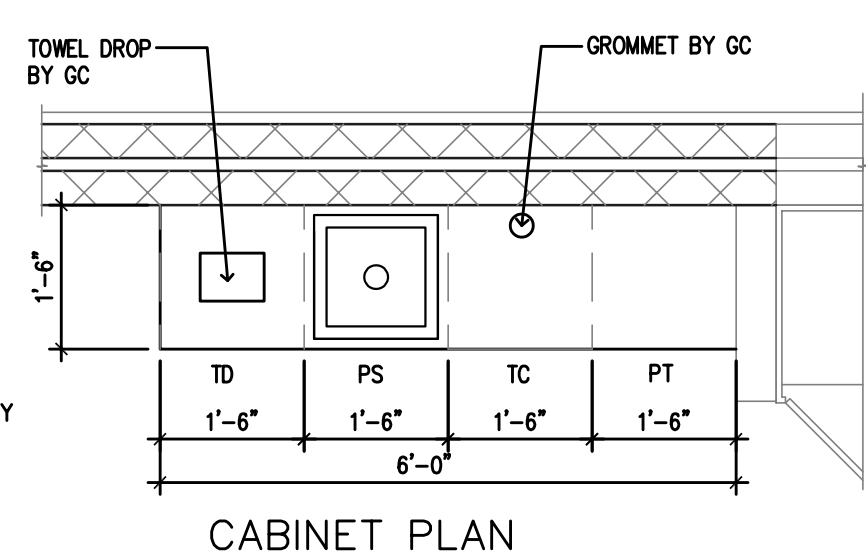 TOWEL DROP
BY GC
GROMMET BY GC
1'-6"
Y
TD PS TC PT
1'-6" 1'-6" 1'-6" 1'-6"
6'-0"
CABINET PLAN